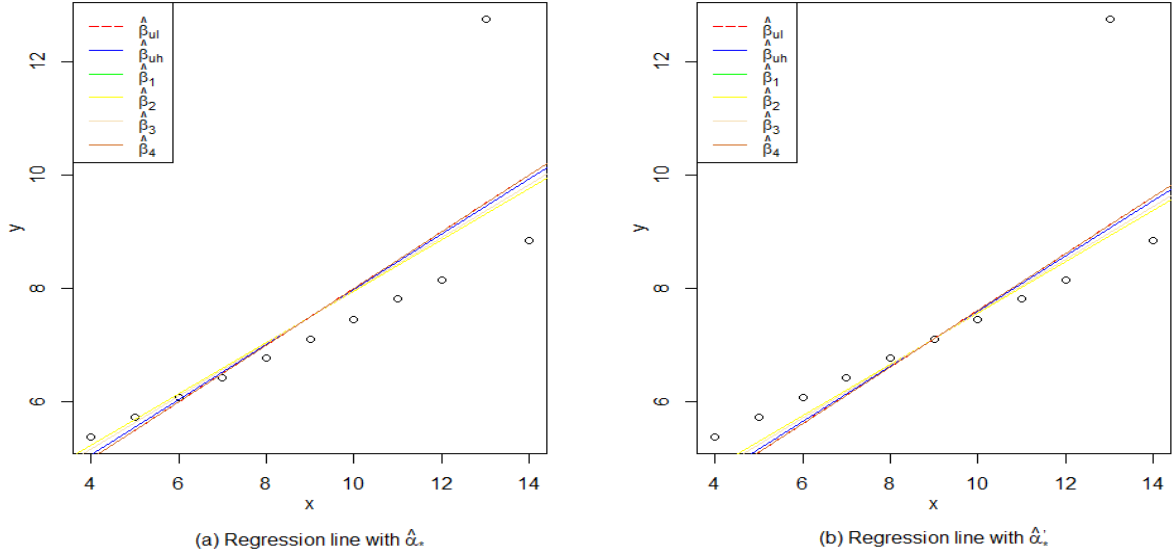 β̂ul
β̂uh
β̂1
β̂2
β̂3
β̂4
y
12
10
8
6
4 6 8 10 12 14
x
(a) Regression line with α̂*
β̂ul
β̂uh
β̂1
β̂2
β̂3
β̂4
y
12
10
8
6
4 6 8 10 12 14
x
(b) Regression line with α̂*'